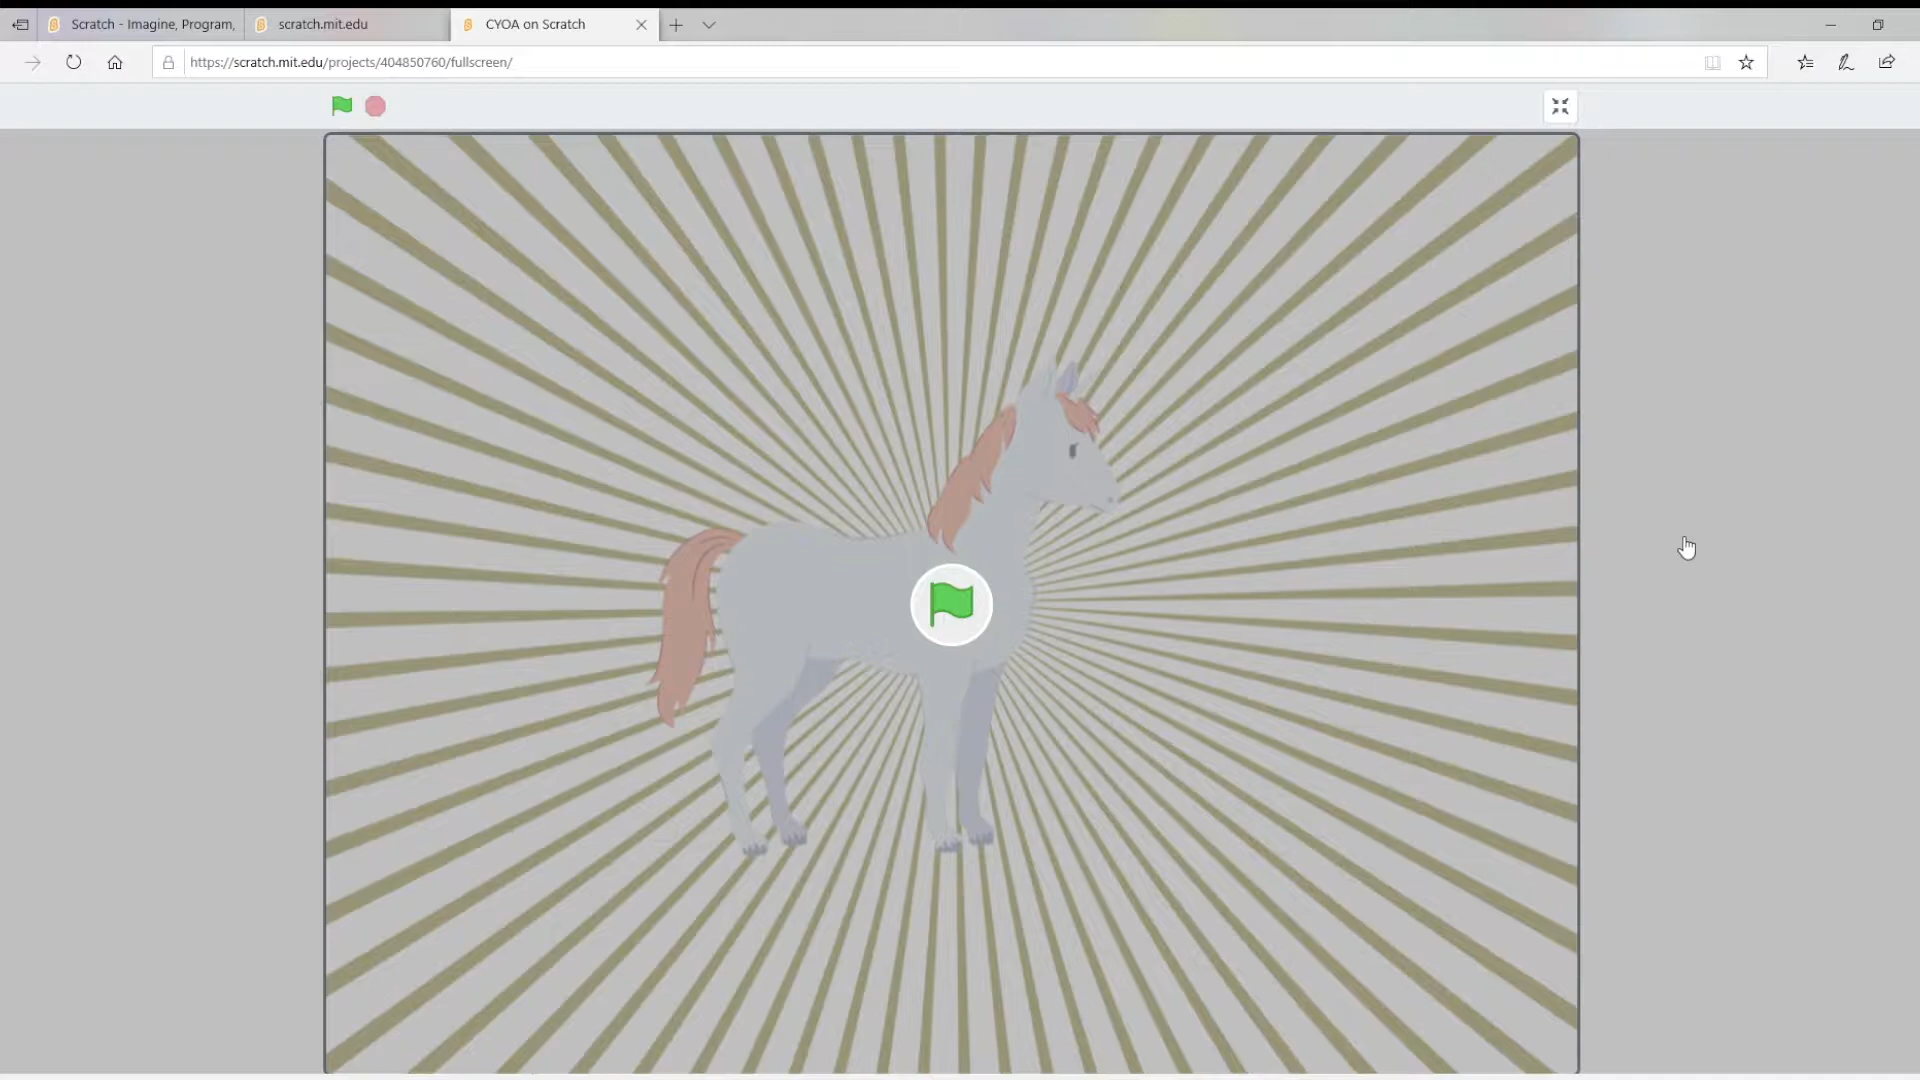 Scratch - Imagine, Program,
scratch.mit.edu
CYOA on Scratch
https://scratch.mit.edu/projects/404850760/fullscreen/